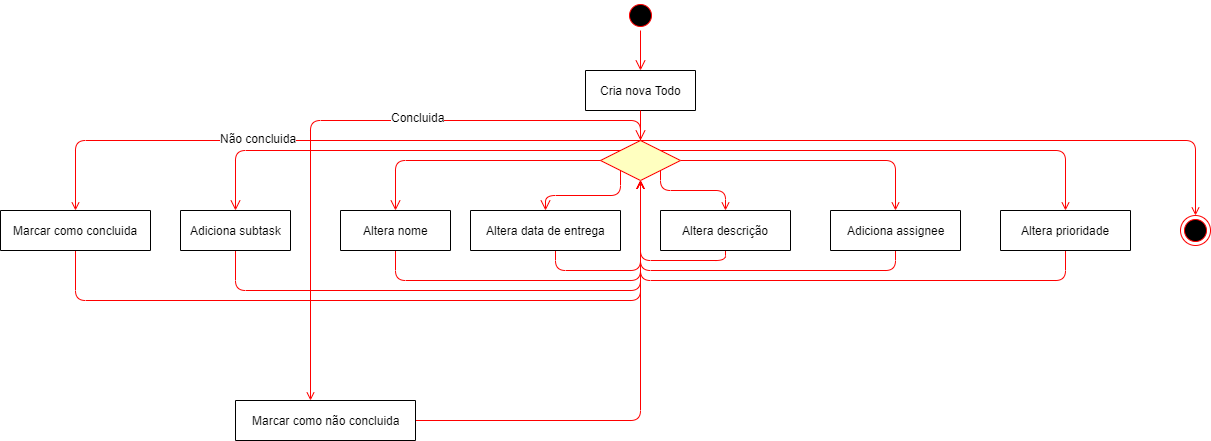 Cria nova Todo
Concluida
Não concluida
Marcar como concluida
Adiciona subtask
Altera nome
Altera data de entrega
Altera descrição
Adiciona assignee
Altera prioridade
Marcar como não concluida